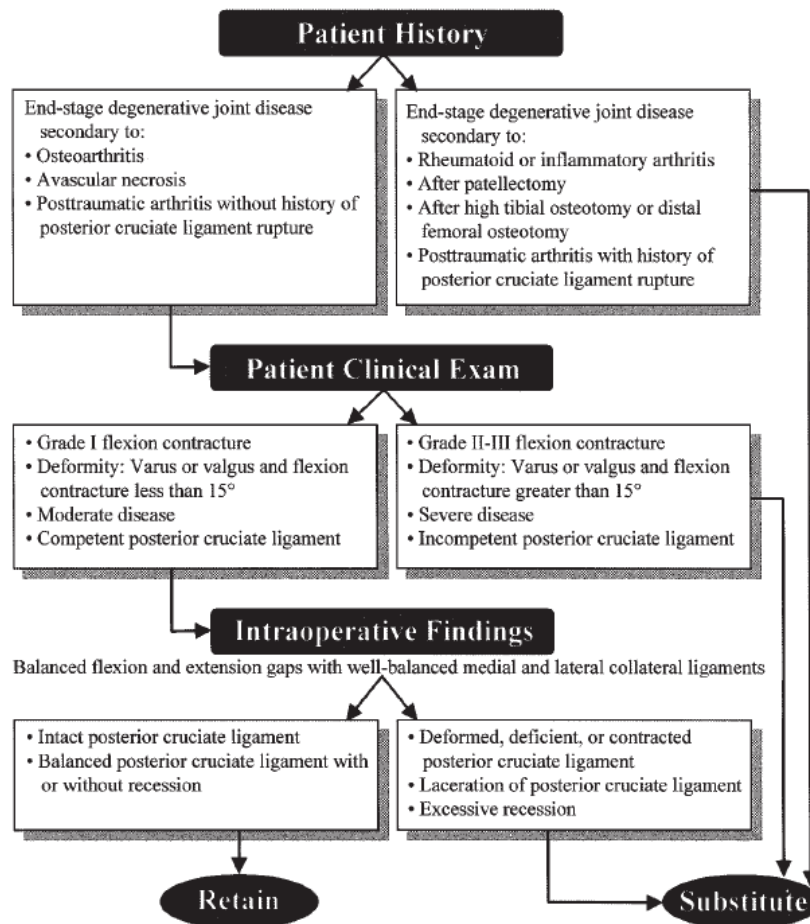 Patient History
End-stage degenerative joint disease
secondary to:
• Osteoarthritis
• Avascular necrosis
• Posttraumatic arthritis without history of
posterior cruciate ligament rupture
End-stage degenerative joint disease
secondary to:
• Rheumatoid or inflammatory arthritis
• After patellectomy
• After high tibial osteotomy or distal
femoral osteotomy
• Posttraumatic arthritis with history of
posterior cruciate ligament rupture
Patient Clinical Exam
• Grade I flexion contracture
• Deformity: Varus or valgus and flexion
contracture less than 15°
• Moderate disease
• Competent posterior cruciate ligament
• Grade II-III flexion contracture
• Deformity: Varus or valgus and flexion
contracture greater than 15°
• Severe disease
• Incompetent posterior cruciate ligament
Intraoperative Findings
Balanced flexion and extension gaps with well-balanced medial and lateral collateral ligaments
• Intact posterior cruciate ligament
• Balanced posterior cruciate ligament with
or without recession
• Deformed, deficient, or contracted
posterior cruciate ligament
• Laceration of posterior cruciate ligament
• Excessive recession
Retain
Substitute